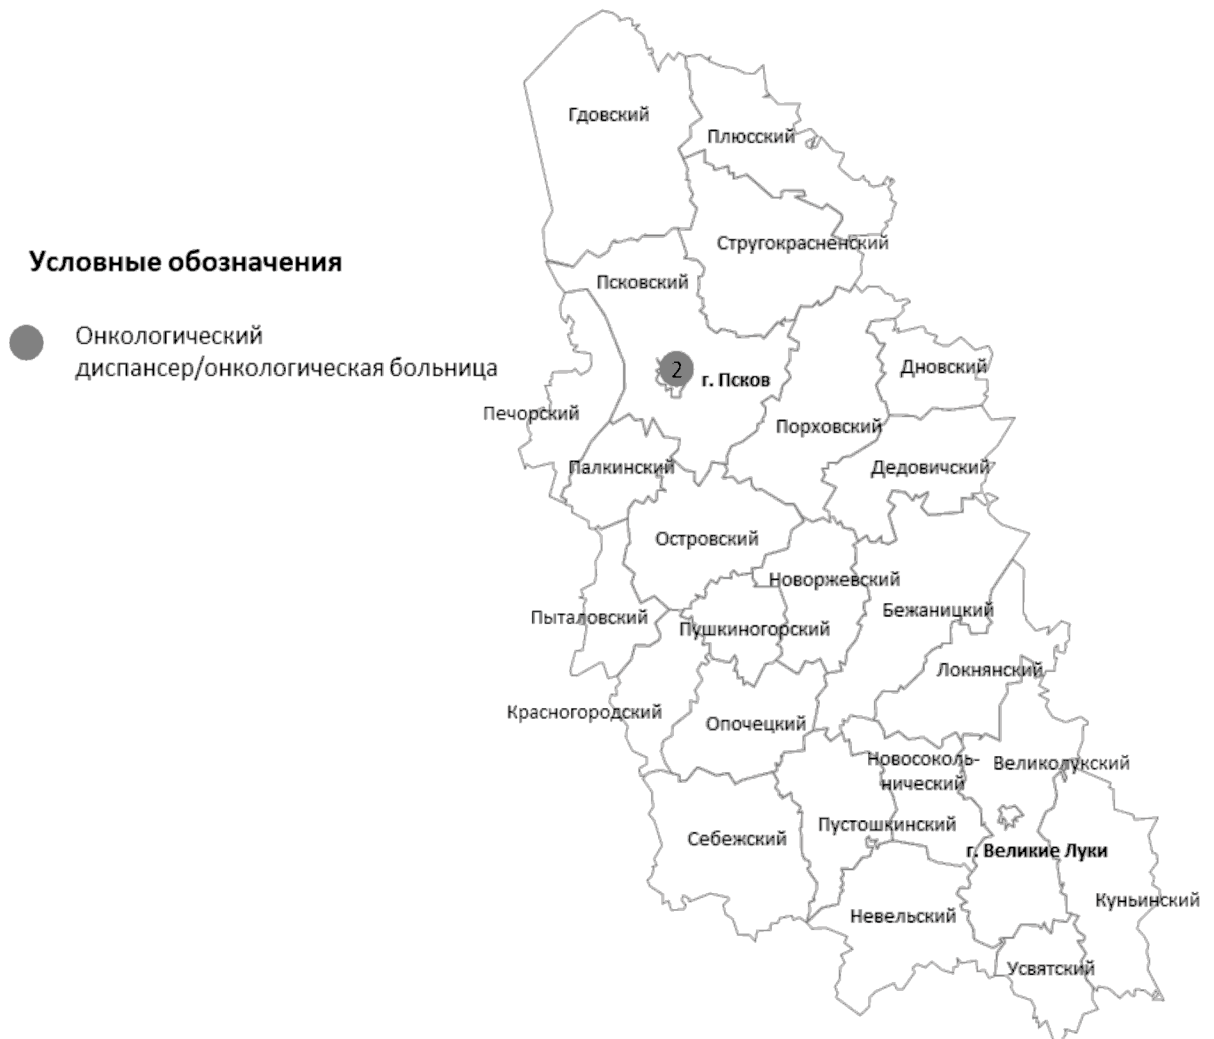 Гдовский
Плюсский
Стругокрасненский
Условные обозначения
Псковский
Онкологический
диспансер/онкологическая больница
2
г. Псков
Дновский
Печорский
Порховский
Палкинский
Дедовичский
Островский
Новоржевский
Бежаницкий
Пыталовский
Пушкиногорский
Локнянский
Красногородский
Опочецкий
Новосоколь-
нический
Великолукский
Пустошкинский
Себежский
г. Великие Луки
Куньинский
Невельский
Усвятский